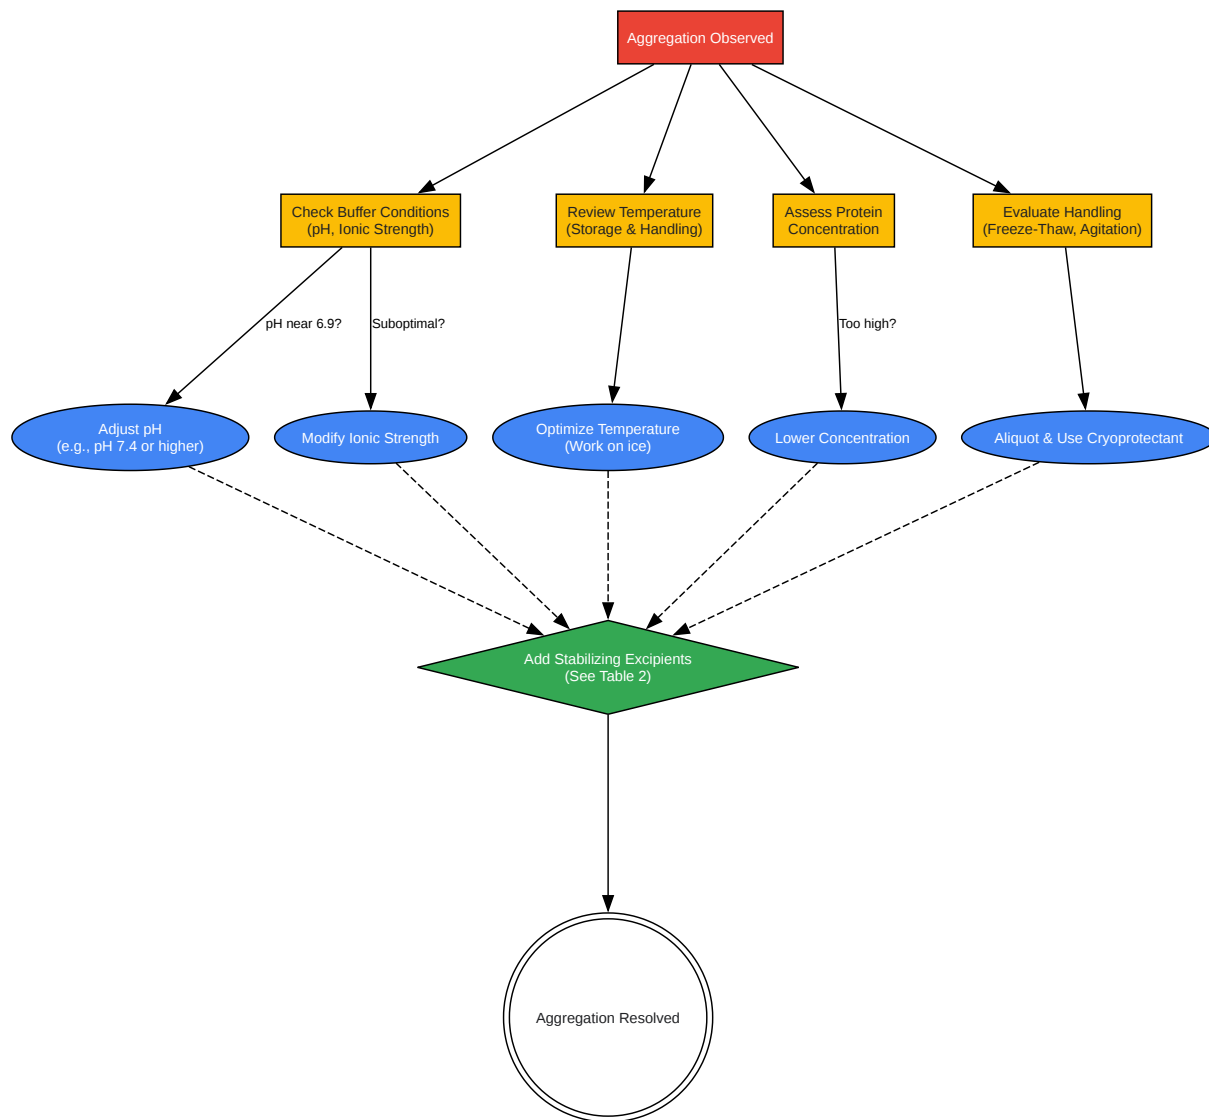 Aggregation Observed
Check Buffer Conditions
(pH, Ionic Strength)
Review Temperature
(Storage & Handling)
Assess Protein
Concentration
Evaluate Handling
(Freeze-Thaw, Agitation)
pH near 6.9?
Suboptimal?
Too high?
Adjust pH
(e.g., pH 7.4 or higher)
Modify Ionic Strength
Optimize Temperature
(Work on ice)
Lower Concentration
Aliquot & Use Cryoprotectant
Add Stabilizing Excipients
(See Table 2)
Aggregation Resolved